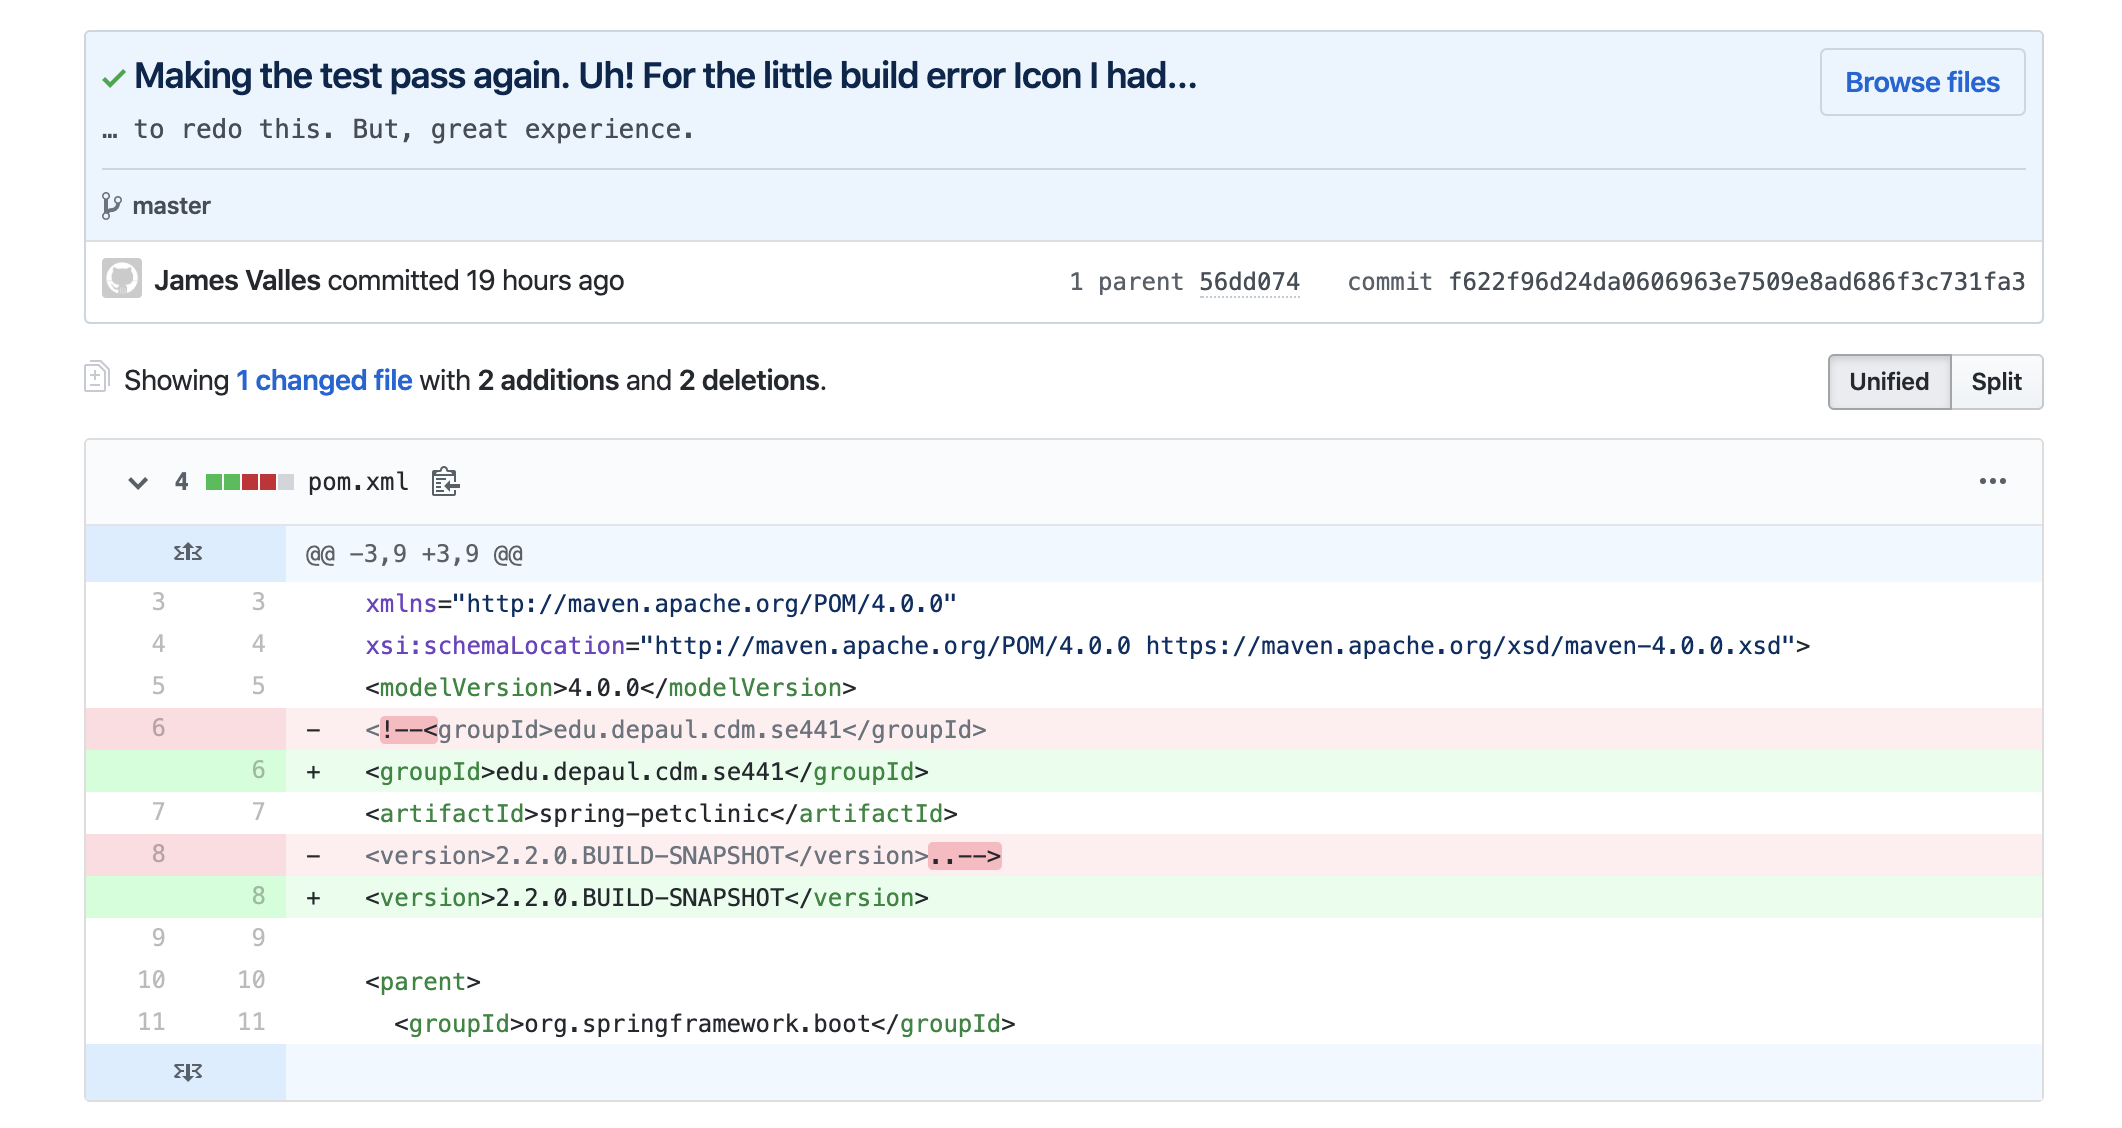 Making the test pass again. Uh! For the little build error Icon I had...
Browse files
… to redo this. But, great experience.
master
James Valles committed 19 hours ago
1 parent 56dd074 commit f622f96d24da0606963e7509e8ad686f3c731fa3
Showing 1 changed file with 2 additions and 2 deletions.
Unified Split
4 pom.xml
@@ -3,9 +3,9 @@
3 3 xmlns="http://maven.apache.org/POM/4.0.0"
4 4 xsi:schemaLocation="http://maven.apache.org/POM/4.0.0 https://maven.apache.org/xsd/maven-4.0.0.xsd">
5 5 <modelVersion>4.0.0</modelVersion>
6 - <!--<groupId>edu.depaul.cdm.se441</groupId>
6 + <groupId>edu.depaul.cdm.se441</groupId>
7 7 <artifactId>spring-petclinic</artifactId>
8 - <version>2.2.0.BUILD-SNAPSHOT</version>..-->
8 + <version>2.2.0.BUILD-SNAPSHOT</version>
9 9
10 10 <parent>
11 11 <groupId>org.springframework.boot</groupId>